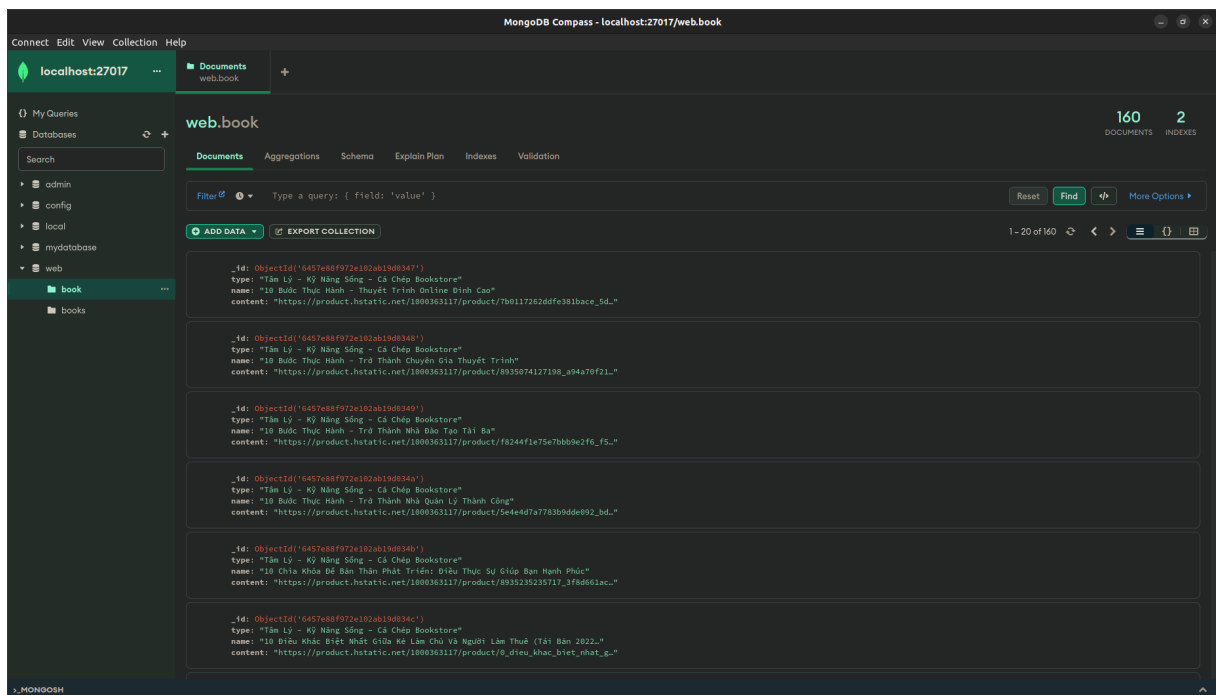 MongoDB Compass - localhost:27017/web.book
Connect Edit View Collection Help
localhost:27017 ...
Documents
web.book
+
{} My Queries
Databases
Search
admin
config
local
mydatabase
web
book ...
books
web.book
160
DOCUMENTS
2
INDEXES
Documents Aggregations Schema Explain Plan Indexes Validation
Filter Type a query: { field: 'value' } Reset Find </> More Options
ADD DATA EXPORT COLLECTION 1 – 20 of 160 {}
_id: ObjectId('6457e88f972e102ab19d0347')
type: "Tâm Lý – Kỹ Năng Sống – Cá Chép Bookstore"
name: "10 Bước Thực Hành – Thuyết Trình Online Đỉnh Cao"
content: "https://product.hstatic.net/1000363117/product/7b0117262ddfe381bace_5d…"
_id: ObjectId('6457e88f972e102ab19d0348')
type: "Tâm Lý – Kỹ Năng Sống – Cá Chép Bookstore"
name: "10 Bước Thực Hành – Trở Thành Chuyên Gia Thuyết Trình"
content: "https://product.hstatic.net/1000363117/product/8935074127198_a94a70f21…"
_id: ObjectId('6457e88f972e102ab19d0349')
type: "Tâm Lý – Kỹ Năng Sống – Cá Chép Bookstore"
name: "10 Bước Thực Hành – Trở Thành Nhà Đào Tạo Tài Ba"
content: "https://product.hstatic.net/1000363117/product/f8244f1e75e7bbb9e2f6_f5…"
_id: ObjectId('6457e88f972e102ab19d034a')
type: "Tâm Lý – Kỹ Năng Sống – Cá Chép Bookstore"
name: "10 Bước Thực Hành – Trở Thành Nhà Quản Lý Thành Công"
content: "https://product.hstatic.net/1000363117/product/5e4e4d7a7783b9dde092_bd…"
_id: ObjectId('6457e88f972e102ab19d034b')
type: "Tâm Lý – Kỹ Năng Sống – Cá Chép Bookstore"
name: "10 Chìa Khóa Để Bản Thân Phát Triển: Điều Thực Sự Giúp Bạn Hạnh Phúc"
content: "https://product.hstatic.net/1000363117/product/8935235235717_3f8d661ac…"
_id: ObjectId('6457e88f972e102ab19d034c')
type: "Tâm Lý – Kỹ Năng Sống – Cá Chép Bookstore"
name: "10 Điều Khác Biệt Nhất Giữa Kẻ Làm Chủ Và Người Làm Thuê (Tái Bản 2022…"
content: "https://product.hstatic.net/1000363117/product/0_dieu_khac_biet_nhat_g…"
>_MONGOSH